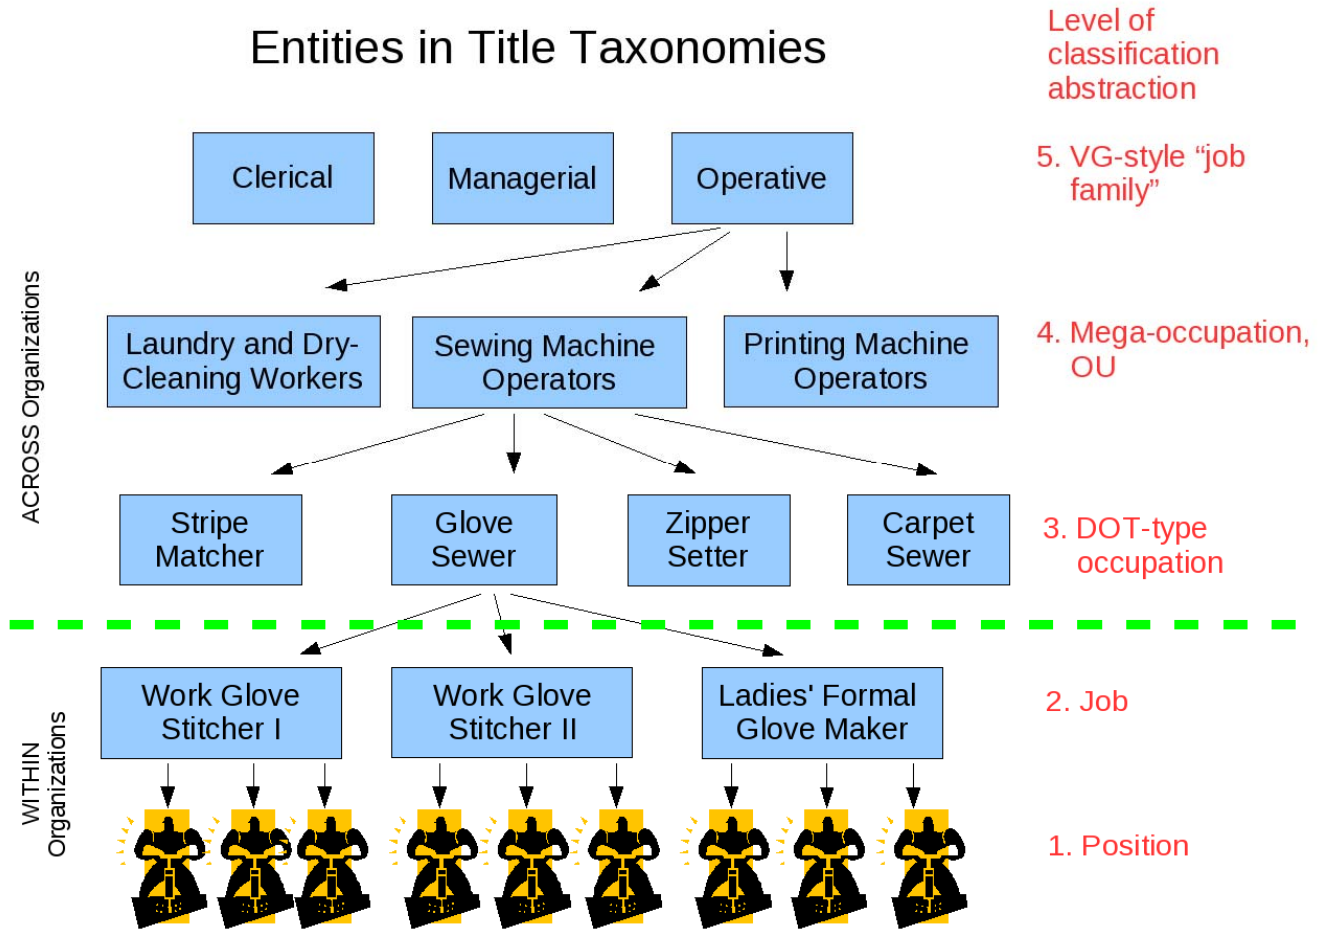 Entities in Title Taxonomies
Level of
classification
abstraction
Clerical
Managerial
Operative
5. VG-style “job
family”
ACROSS Organizations
Laundry and Dry-
Cleaning Workers
Sewing Machine
Operators
Printing Machine
Operators
4. Mega-occupation,
OU
Stripe
Matcher
Glove
Sewer
Zipper
Setter
Carpet
Sewer
3. DOT-type
occupation
WITHIN
Organizations
Work Glove
Stitcher I
Work Glove
Stitcher II
Ladies' Formal
Glove Maker
2. Job
1. Position